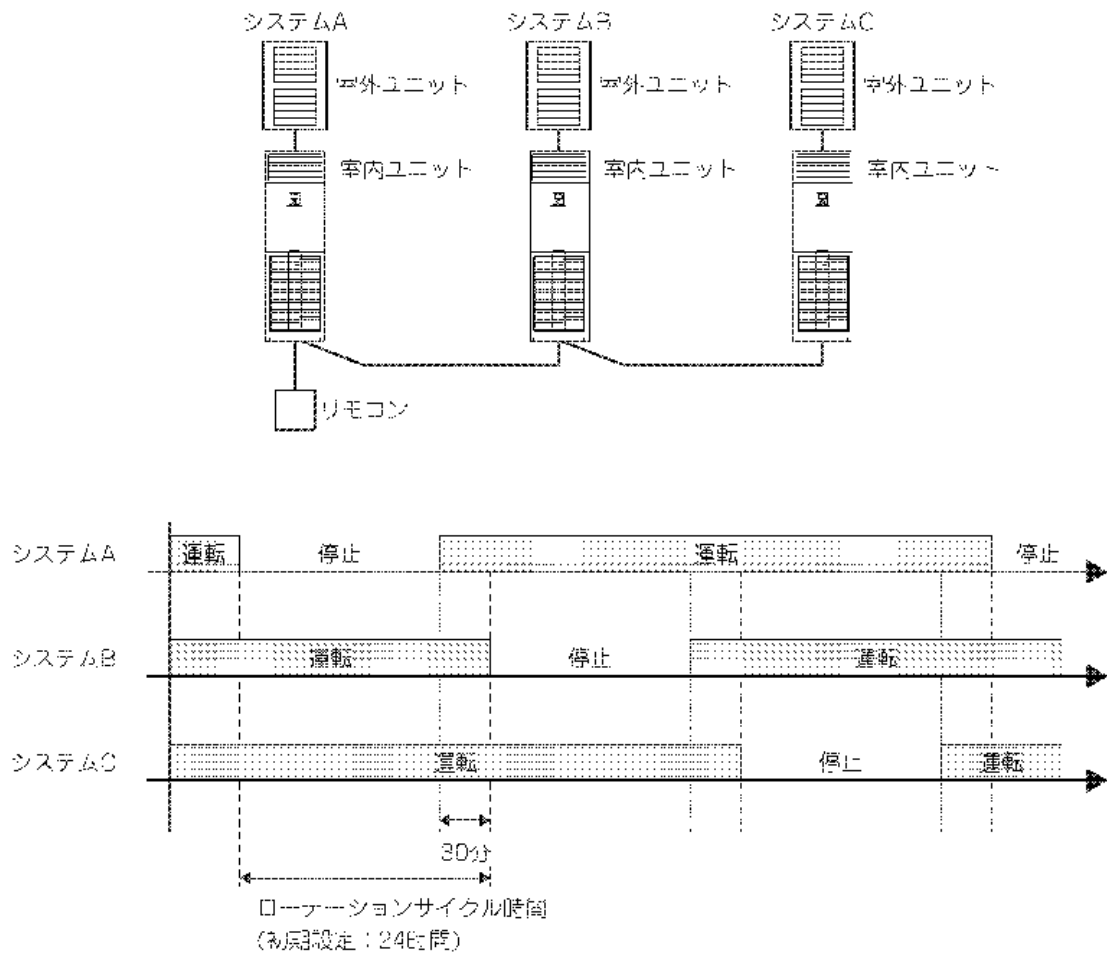 システムA
システムB
システムC
室外ユニット
室外ユニット
室外ユニット
室内ユニット
室内ユニット
室内ユニット
リモコン
システムA
運転
停止
運転
停止
システムB
運転
停止
運転
システムC
運転
停止
運転
30分
ローテーションサイクル時間
(初期設定：24時間)